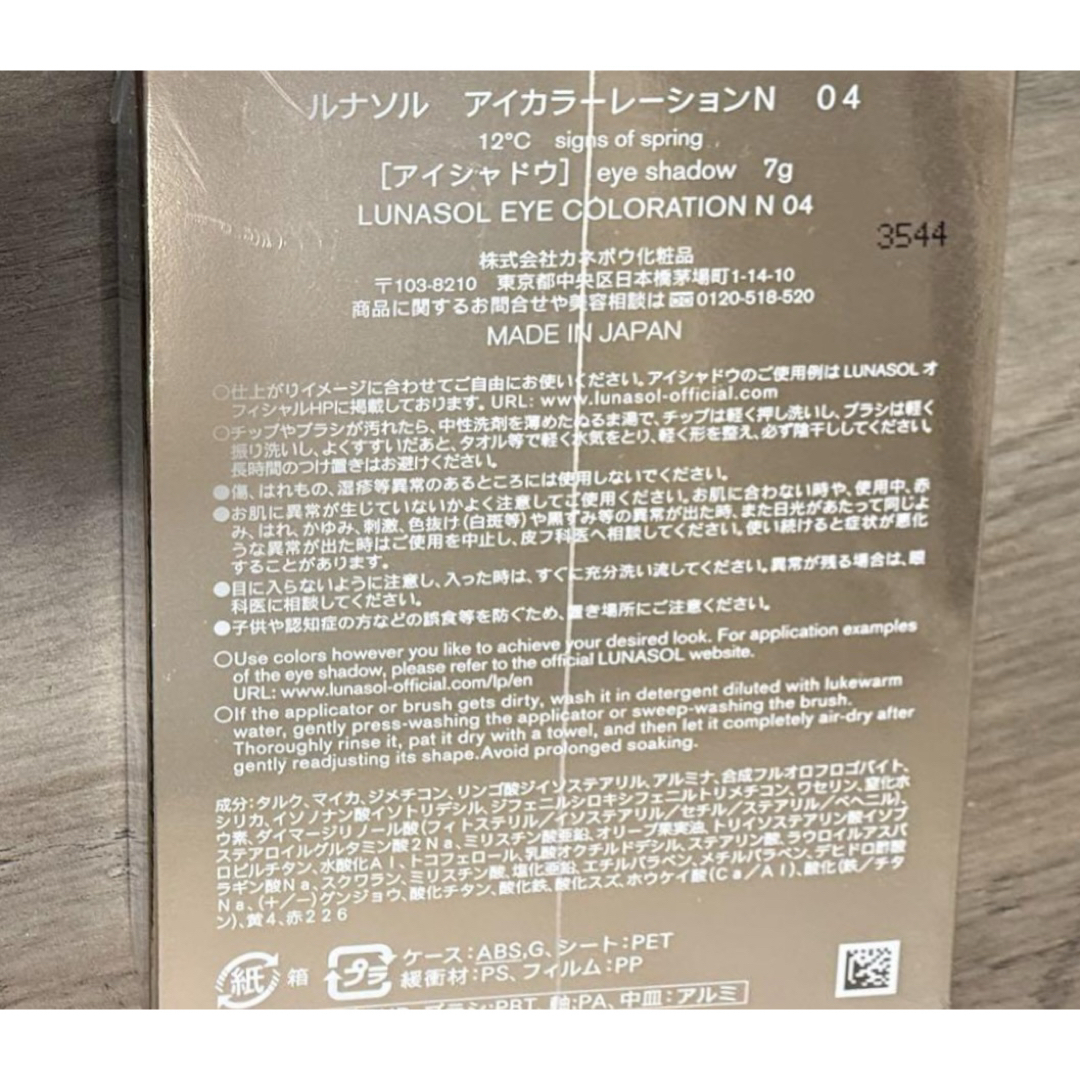 ルナソル アイカラーレーションN 04
12℃ signs of spring
[アイシャドウ] eye shadow 7g
LUNASOL EYE COLORATION N 04
3544
株式会社カネボウ化粧品
〒103-8210 東京都中央区日本橋茅場町1-14-10
商品に関するお問合せや美容相談は 0120-518-520
MADE IN JAPAN
○仕上がりイメージに合わせてご自由にお使いください。アイシャドウのご使用例は LUNASOL オ
フィシャルHPに掲載しております。URL: www.lunasol-official.com
○チップやブラシが汚れたら、中性洗剤を薄めたぬるま湯で、チップは軽く押し洗いし、ブラシは軽く
振り洗いし、よくすすいだあと、タオル等で軽く水気をとり、軽く形を整え、必ず陰干ししてください。
長時間のつけ置きはお避けください。
●傷、はれもの、湿疹等異常のあるところには使用しないでください。
●お肌に異常が生じていないかよく注意してご使用ください。お肌に合わない時や、使用中、赤
み、はれ、かゆみ、刺激、色抜け(白斑等)や黒ずみ等の異常が出た時、また日光があたって同じよ
うな異常が出た時はご使用を中止し、皮フ科医へ相談してください。使い続けると症状が悪化
することがあります。
●目に入らないように注意し、入った時は、すぐに充分洗い流してください。異常が残る場合は、眼
科医に相談してください。
●子供や認知症の方などの誤食等を防ぐため、置き場所にご注意ください。
○Use colors however you like to achieve your desired look. For application examples
of the eye shadow, please refer to the official LUNASOL website.
URL: www.lunasol-official.com/lp/en
○If the applicator or brush gets dirty, wash it in detergent diluted with lukewarm
water, gently press-washing the applicator or sweep-washing the brush.
Thoroughly rinse it, pat it dry with a towel, and then let it completely air-dry after
gently readjusting its shape.Avoid prolonged soaking.
成分:タルク、マイカ、ジメチコン、リンゴ酸ジイソステアリル、アルミナ、合成フルオロフロゴパイト、
シリカ、イソノナン酸イソトリデシル、ジフェニルシロキシフェニルトリメチコン、ワセリン、窒化ホ
ウ素、ダイマージリノール酸(フィトステリル/イソステアリル/セチル/ステアリル/ベヘニル)、
ステアロイルグルタミン酸2Na、ミリスチン酸亜鉛、オリーブ果実油、トリイソステアリン酸イソプ
ロピルチタン、水酸化Al、トコフェロール、乳酸オクチルドデシル、ステアリン酸、ラウロイルアスパ
ラギン酸Na、スクワラン、ミリスチン酸、塩化亜鉛、エチルパラベン、メチルパラベン、デヒドロ酢酸
Na、(+/-)グンジョウ、酸化チタン、酸化鉄、酸化スズ、ホウケイ酸(Ca/Al)、酸化(鉄/チタ
ン)、黄4、赤226
紙 箱 プラ ケース:ABS,G、シート:PET
緩衝材:PS、フィルム:PP
ブラシ:PBT、軸:PA、中皿:アルミ